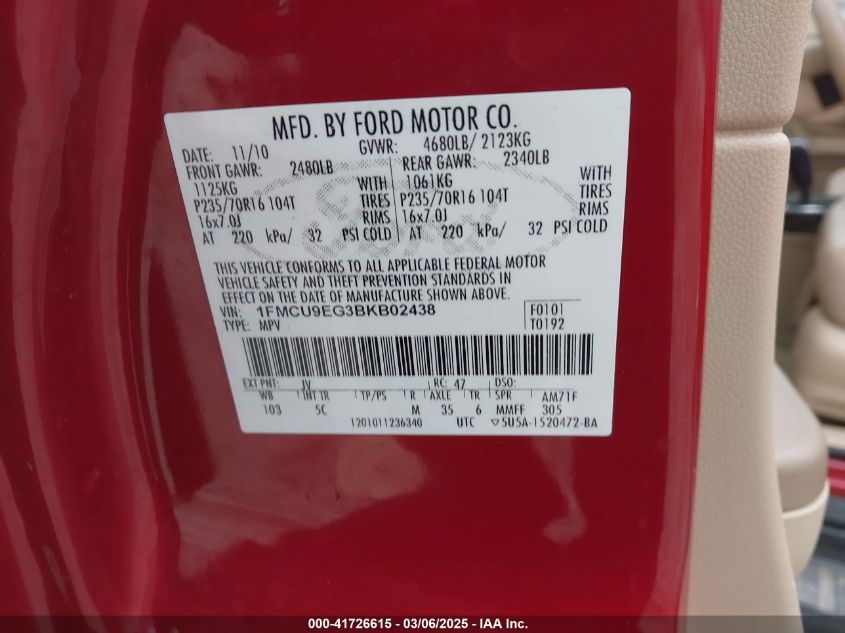 MFD. BY FORD MOTOR CO.
DATE: 11/10 GVWR: 4680LB/ 2123KG
FRONT GAWR: 2480LB REAR GAWR: 2340LB
1125KG WITH 1061KG WITH
P235/70R16 104T TIRES P235/70R16 104T TIRES
16x7.0J RIMS 16x7.0J RIMS
AT 220 kPa/ 32 PSI COLD AT 220 kPa/ 32 PSI COLD
THIS VEHICLE CONFORMS TO ALL APPLICABLE FEDERAL MOTOR
VEHICLE SAFETY AND THEFT PREVENTION STANDARDS IN
EFFECT ON THE DATE OF MANUFACTURE SHOWN ABOVE.
VIN: 1FMCU9EG3BKB02438 F0101
TYPE: MPV T0192
EXT PNT: JV RC: 47 DSO:
WB INT TR TP/PS R AXLE TR SPR AM71F
103 5C M 35 6 MMFF 305
1201011236340 UTC ▽5U5A-1520472-BA
000-41726615 / 03/06/2025 - IAA Inc.